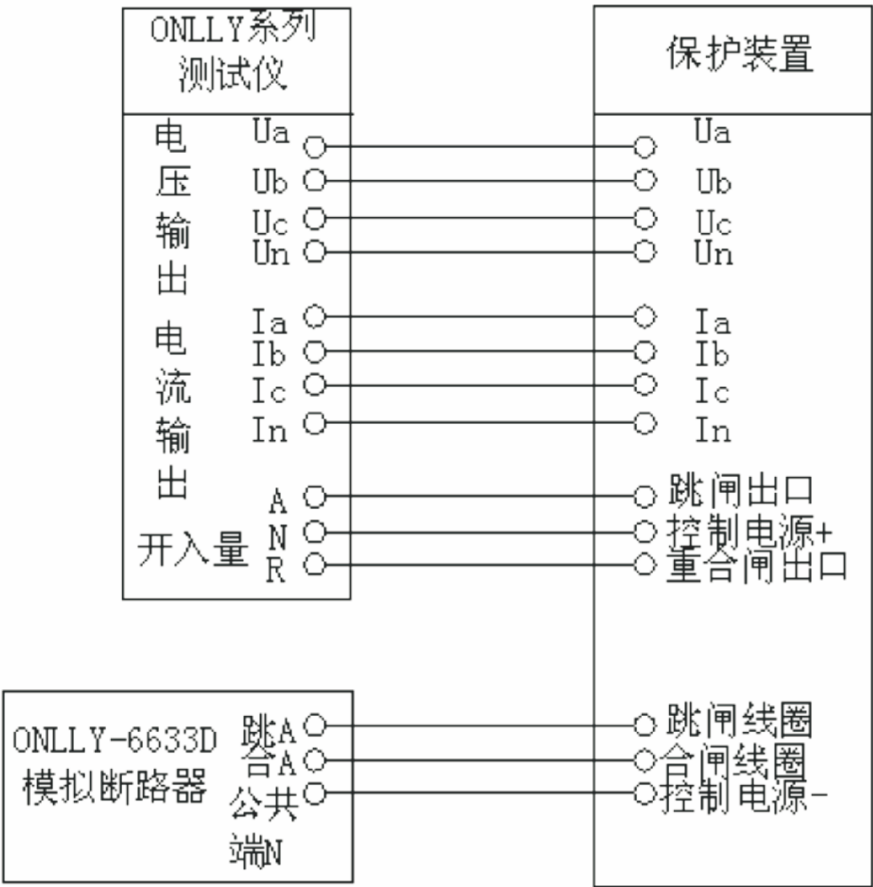 ONLLY系列
测试仪
保护装置
电压输出
Ua
Ub
Uc
Un
Ua
Ub
Uc
Un
电流输出
Ia
Ib
Ic
In
Ia
Ib
Ic
In
开入量
A
N
R
跳闸出口
控制电源+
重合闸出口
ONLLY-6633D
模拟断路器
跳A
合A
公共
端N
跳闸线圈
合闸线圈
控制电源-